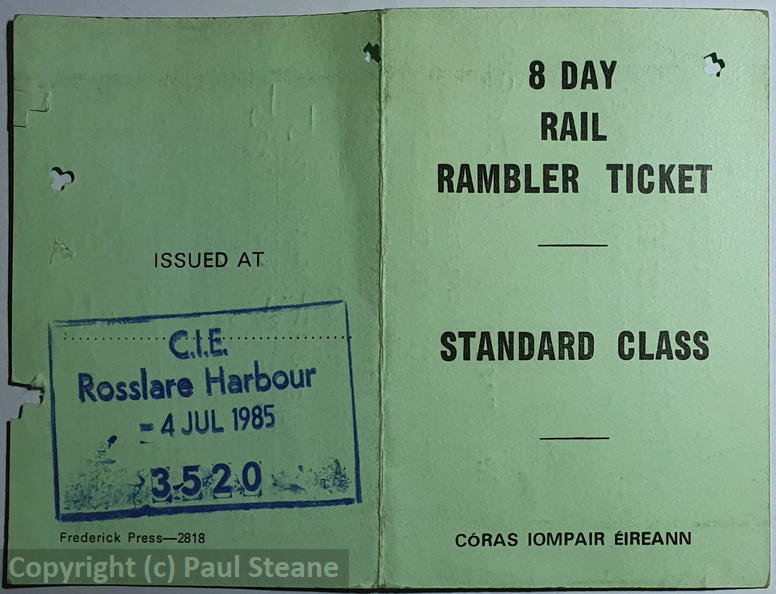 ISSUED AT
C.I.E.
Rosslare Harbour
= 4 JUL 1985
3520
Frederick Press—2818
8 DAY
RAIL
RAMBLER TICKET
STANDARD CLASS
CÓRAS IOMPAIR ÉIREANN
Copyright (c) Paul Steane